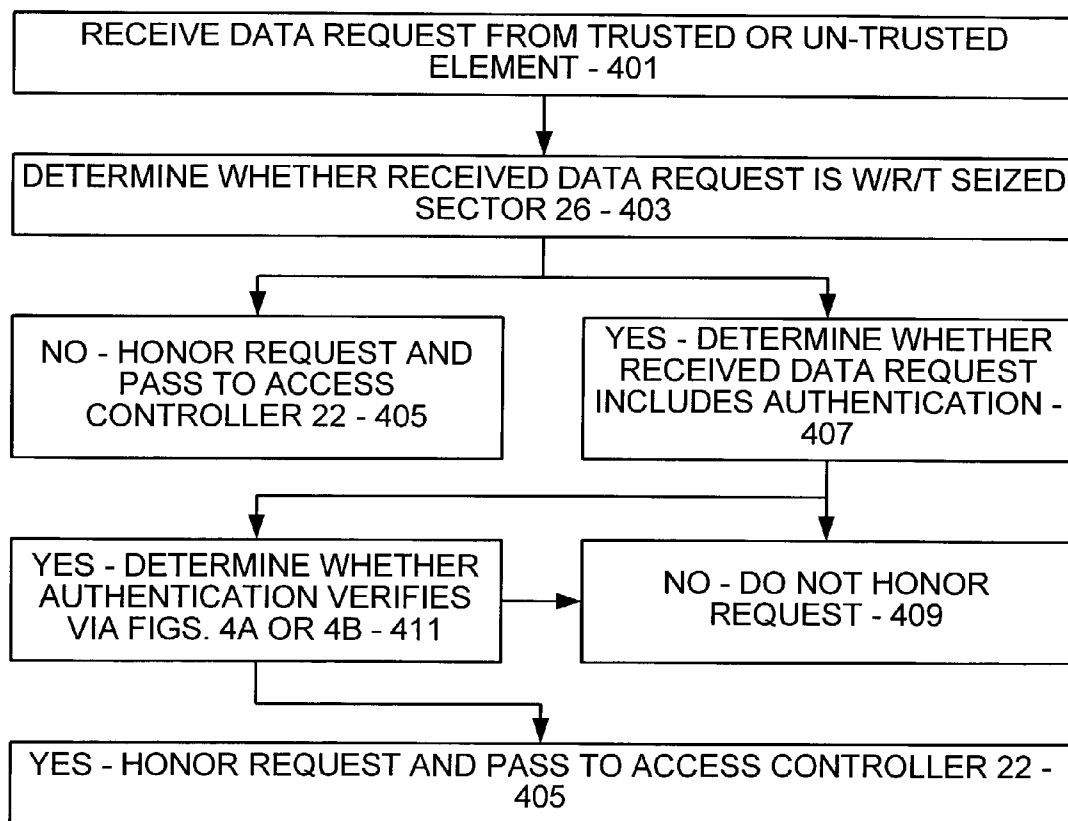 RECEIVE DATA REQUEST FROM TRUSTED OR UN-TRUSTED
ELEMENT - 401
DETERMINE WHETHER RECEIVED DATA REQUEST IS W/R/T SEIZED
SECTOR 26 - 403
NO - HONOR REQUEST AND
PASS TO ACCESS
CONTROLLER 22 - 405
YES - DETERMINE WHETHER
RECEIVED DATA REQUEST
INCLUDES AUTHENTICATION -
407
YES - DETERMINE WHETHER
AUTHENTICATION VERIFIES
VIA FIGS. 4A OR 4B - 411
NO - DO NOT HONOR
REQUEST - 409
YES - HONOR REQUEST AND PASS TO ACCESS CONTROLLER 22 -
405